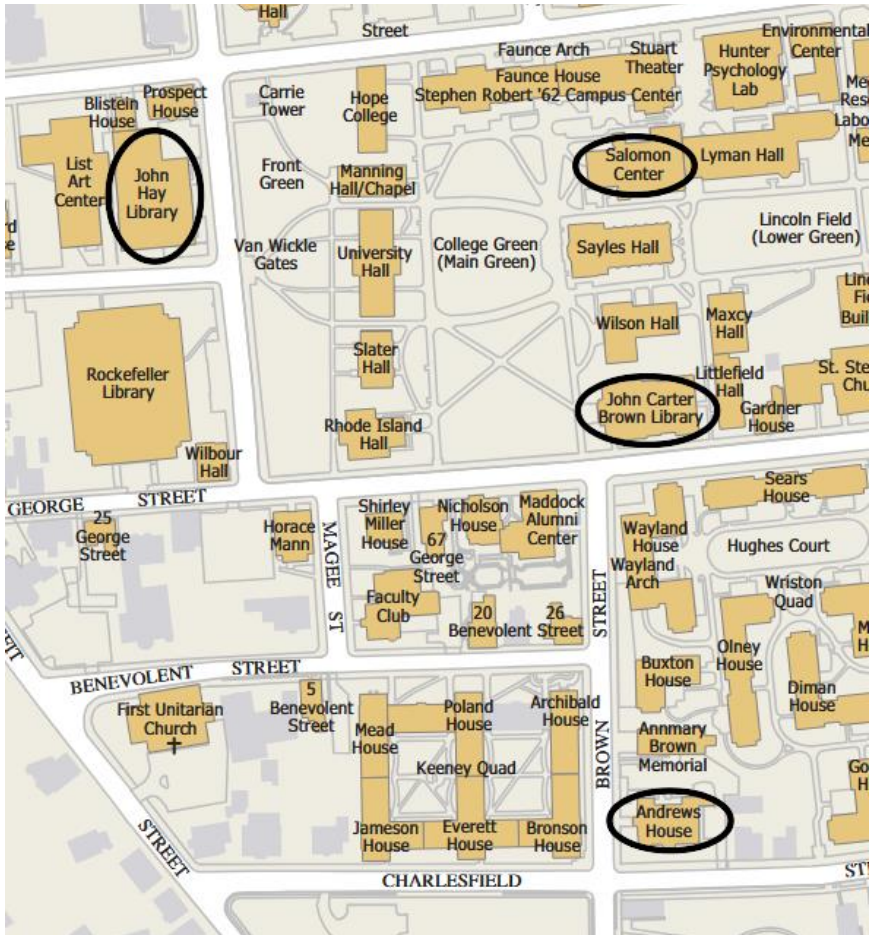 Hall
Street
Faunce Arch
Stuart
Theater
Environmental
Center
Hunter
Psychology
Lab
Faunce House
Stephen Robert '62 Campus Center
Prospect
House
Blistein
House
Carrie
Tower
Hope
College
List
Art
Center
John
Hay
Library
Front
Green
Manning
Hall/Chapel
Salomon
Center
Lyman Hall
Van Wickle
Gates
University
Hall
College Green
(Main Green)
Sayles Hall
Lincoln Field
(Lower Green)
Wilson Hall
Maxcy
Hall
Rockefeller
Library
Slater
Hall
Littlefield
Hall
John Carter
Brown Library
Gardner
House
Rhode Island
Hall
Wilbour
Hall
GEORGE STREET
25
George
Street
Horace
Mann
MAGEE ST
Shirley
Miller
House
67
George
Street
Nicholson
House
Maddock
Alumni
Center
Sears
House
Wayland
House
Wayland
Arch
Hughes Court
Wriston
Quad
Faculty
Club
20
26
Benevolent Street
BROWN STREET
BENEVOLENT STREET
Buxton
House
Olney
House
Diman
House
First Unitarian
Church
5
Benevolent
Street
Mead
House
Poland
House
Archibald
House
Annmary
Brown
Memorial
Keeney Quad
Jameson
House
Everett
House
Bronson
House
Andrews
House
STREET
CHARLESFIELD